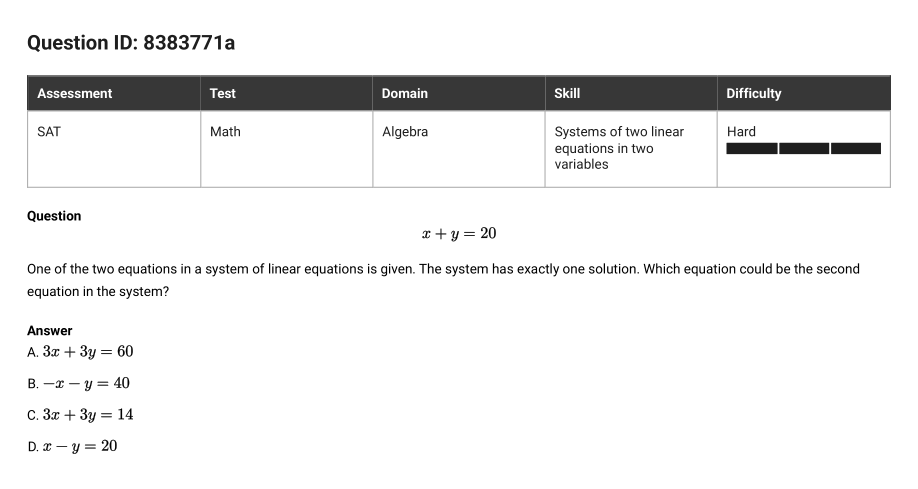 Question ID: 8383771a
Assessment Test Domain Skill Difficulty
SAT Math Algebra Systems of two linear equations in two variables Hard
Question
x + y = 20
One of the two equations in a system of linear equations is given. The system has exactly one solution. Which equation could be the second
equation in the system?
Answer
A. 3x + 3y = 60
B. −x − y = 40
C. 3x + 3y = 14
D. x − y = 20